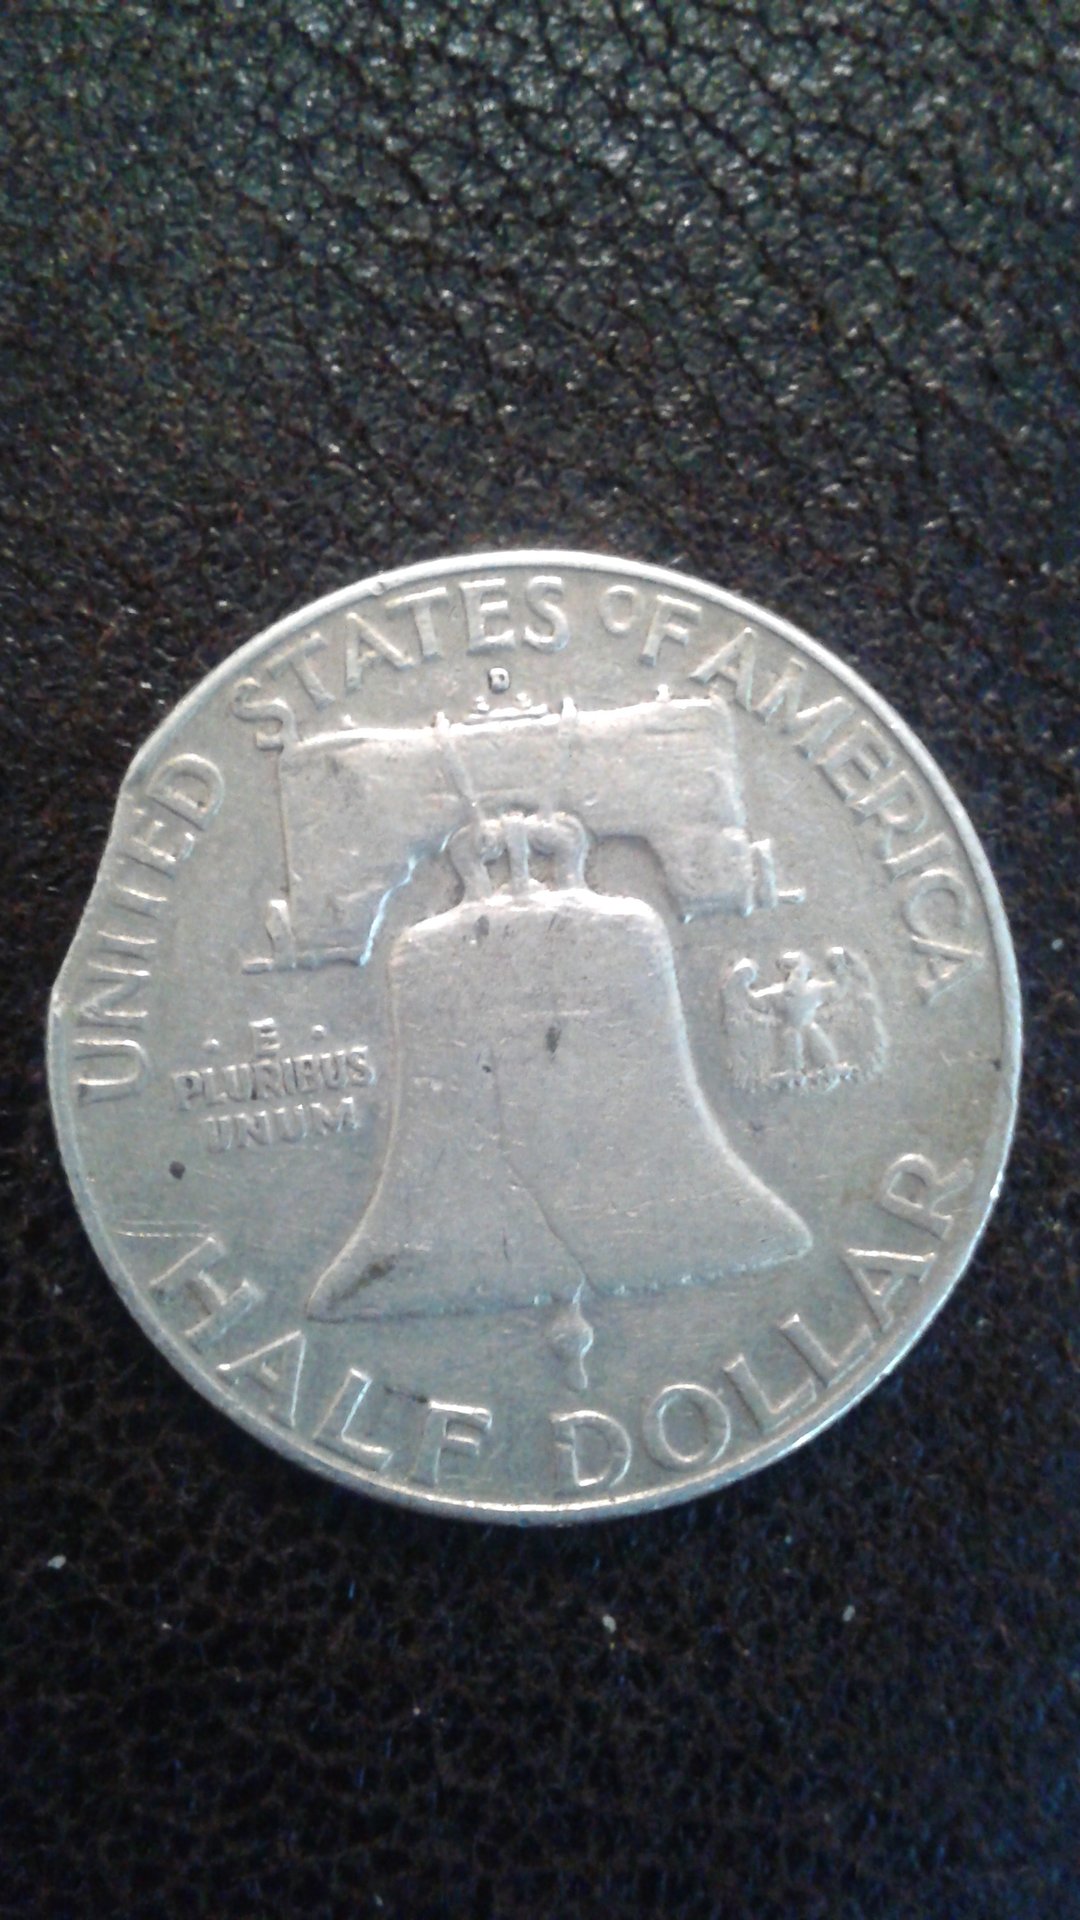 UNITED STATES OF AMERICA
D
· E ·
PLURIBUS
UNUM
HALF DOLLAR